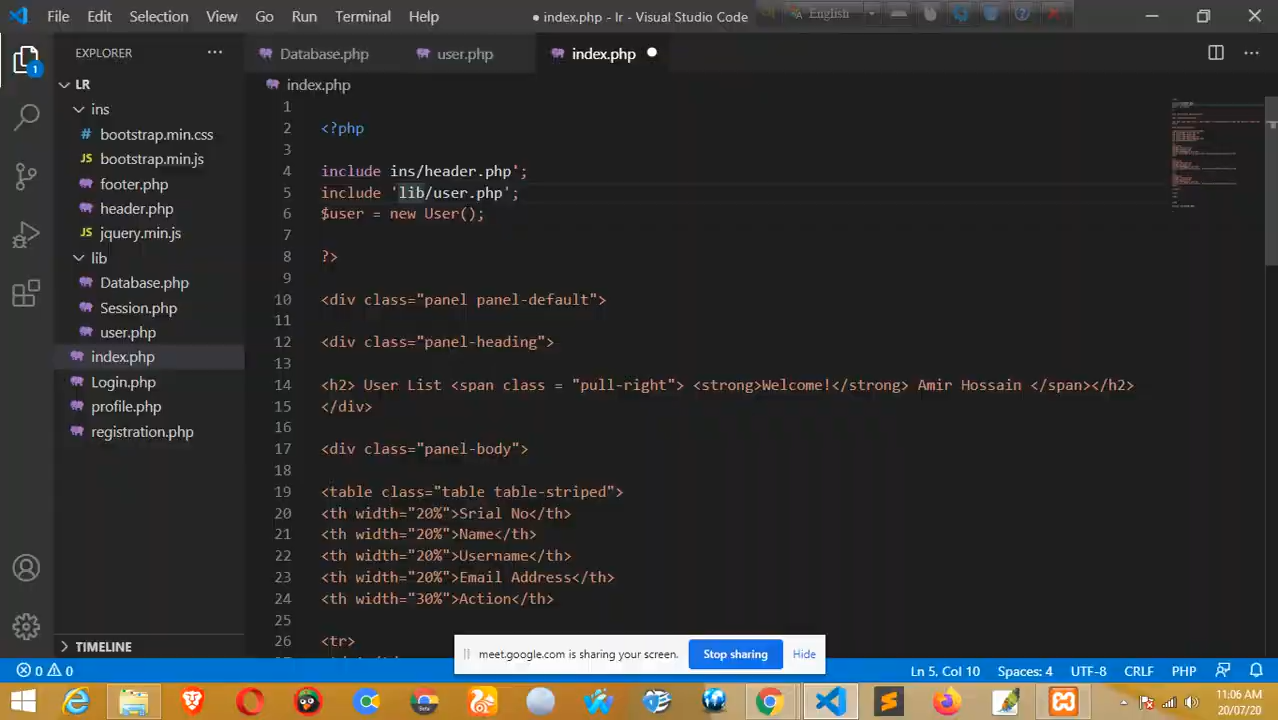 File Edit Selection View Go Run Terminal Help
● index.php - lr - Visual Studio Code
English
EXPLORER ...
Database.php
user.php
index.php ●
LR
index.php
ins
bootstrap.min.css
bootstrap.min.js
footer.php
header.php
jquery.min.js
lib
Database.php
Session.php
user.php
index.php
Login.php
profile.php
registration.php
TIMELINE
1
1
2 <?php
3
4 include ins/header.php';
5 include 'lib/user.php';
6 $user = new User();
7
8 ?>
9
10 <div class="panel panel-default">
11
12 <div class="panel-heading">
13
14 <h2> User List <span class = "pull-right"> <strong>Welcome!</strong> Amir Hossain </span></h2>
15 </div>
16
17 <div class="panel-body">
18
19 <table class="table table-striped">
20 <th width="20%">Srial No</th>
21 <th width="20%">Name</th>
22 <th width="20%">Username</th>
23 <th width="20%">Email Address</th>
24 <th width="30%">Action</th>
25
26 <tr>
meet.google.com is sharing your screen. Stop sharing Hide
0 0
Ln 5, Col 10 Spaces: 4 UTF-8 CRLF PHP
11:06 AM
20/07/20